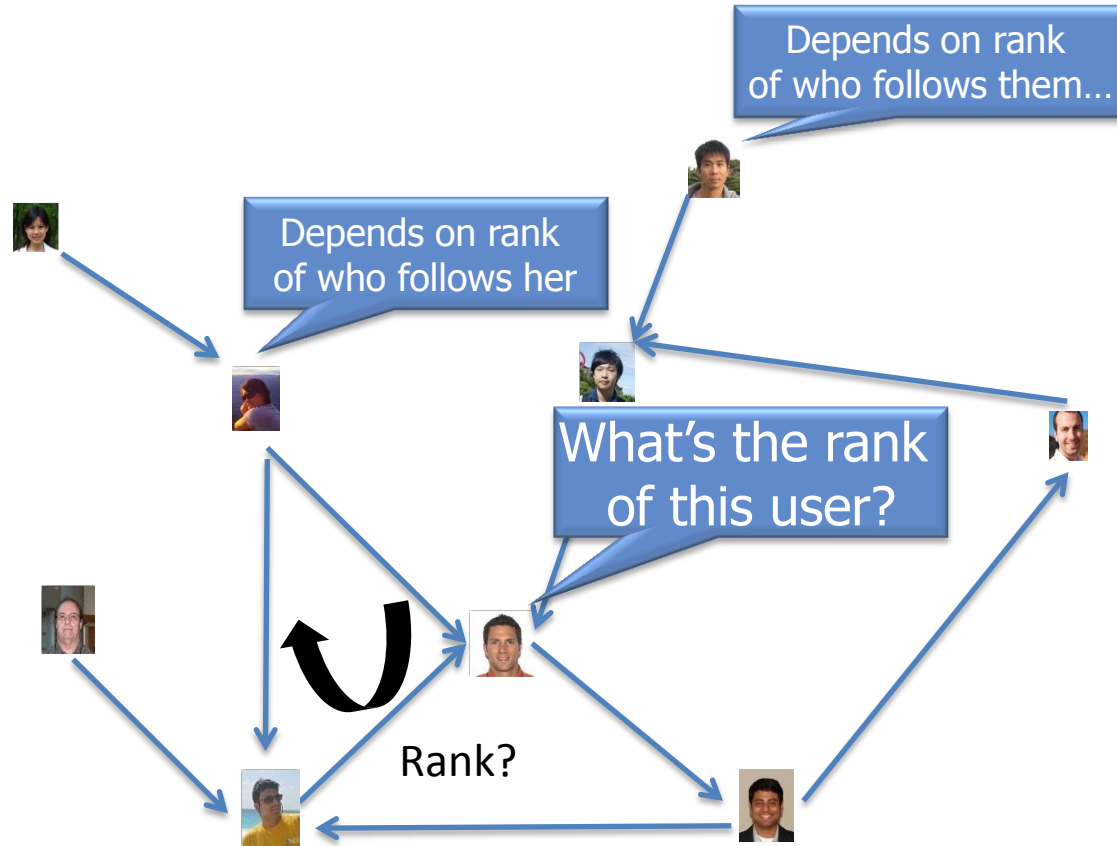 Depends on rank
of who follows them…
Depends on rank
of who follows her
What’s the rank
of this user?
Rank?